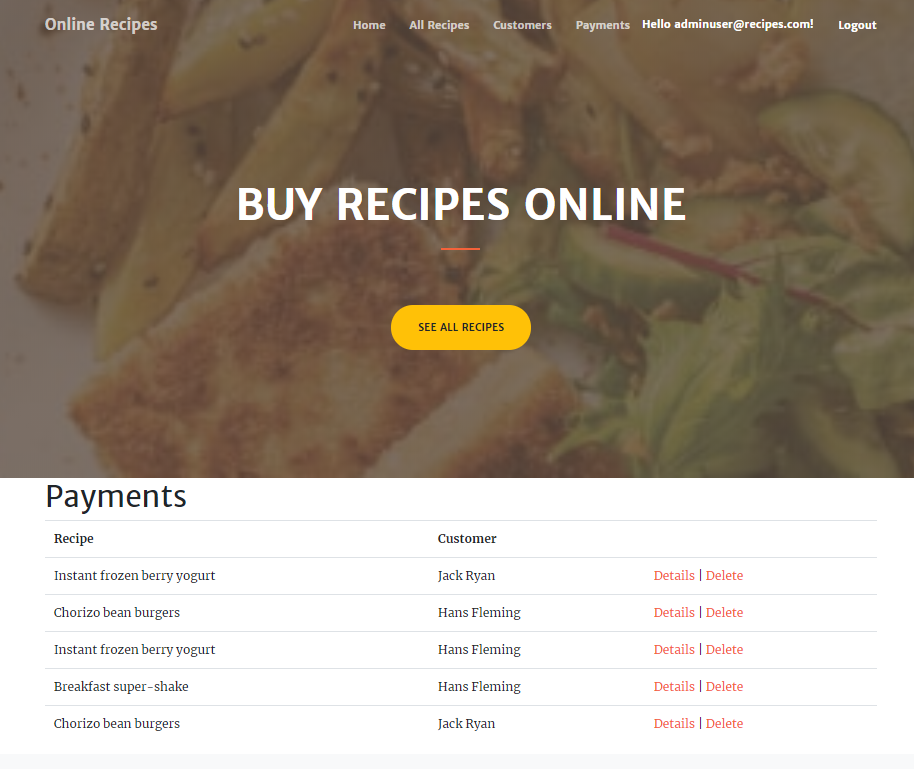 Online Recipes Home All Recipes Customers Payments Hello adminuser@recipes.com! Logout
BUY RECIPES ONLINE
SEE ALL RECIPES
Payments
Recipe Customer
Instant frozen berry yogurt Jack Ryan Details | Delete
Chorizo bean burgers Hans Fleming Details | Delete
Instant frozen berry yogurt Hans Fleming Details | Delete
Breakfast super-shake Hans Fleming Details | Delete
Chorizo bean burgers Jack Ryan Details | Delete